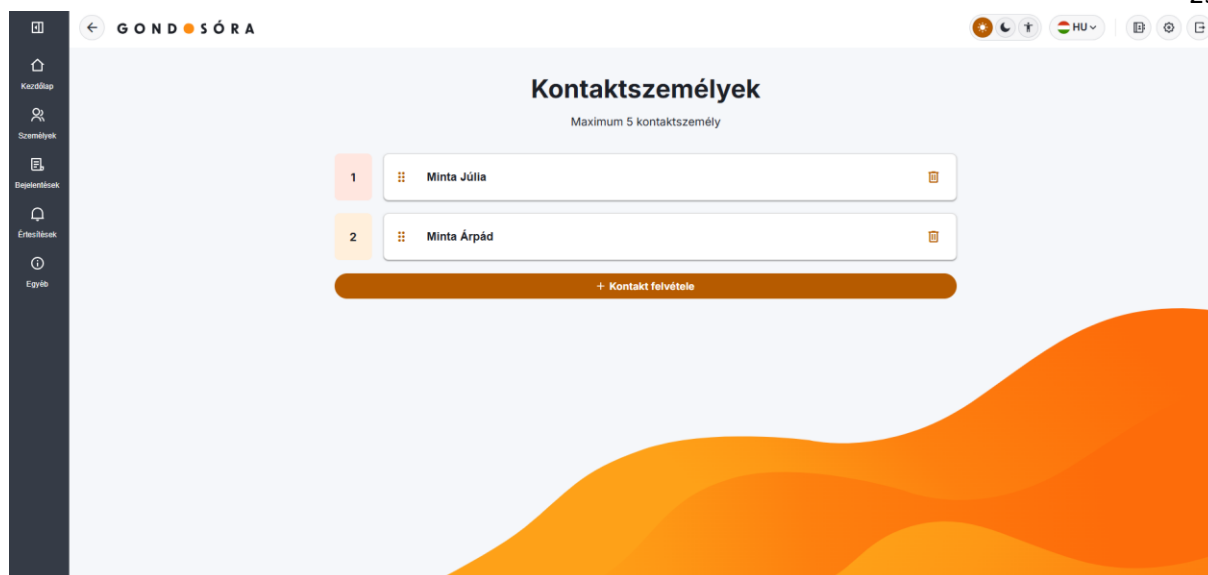 GONDOSÓRA
HU
Kezdőlap
Személyek
Bejelentések
Értesítések
Egyéb
Kontaktszemélyek
Maximum 5 kontaktszemély
1 Minta Júlia
2 Minta Árpád
+ Kontakt felvétele